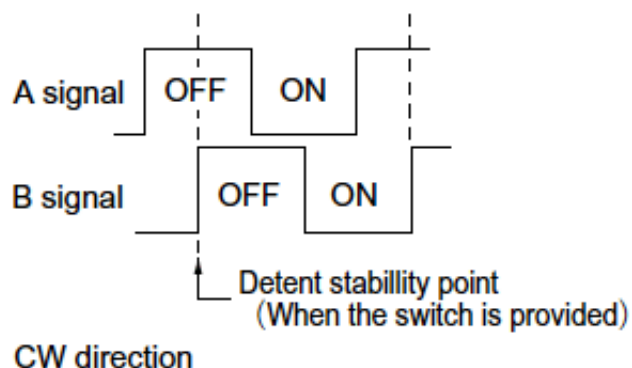 A signal OFF ON
B signal OFF ON
Detent stabillity point
(When the switch is provided)
CW direction